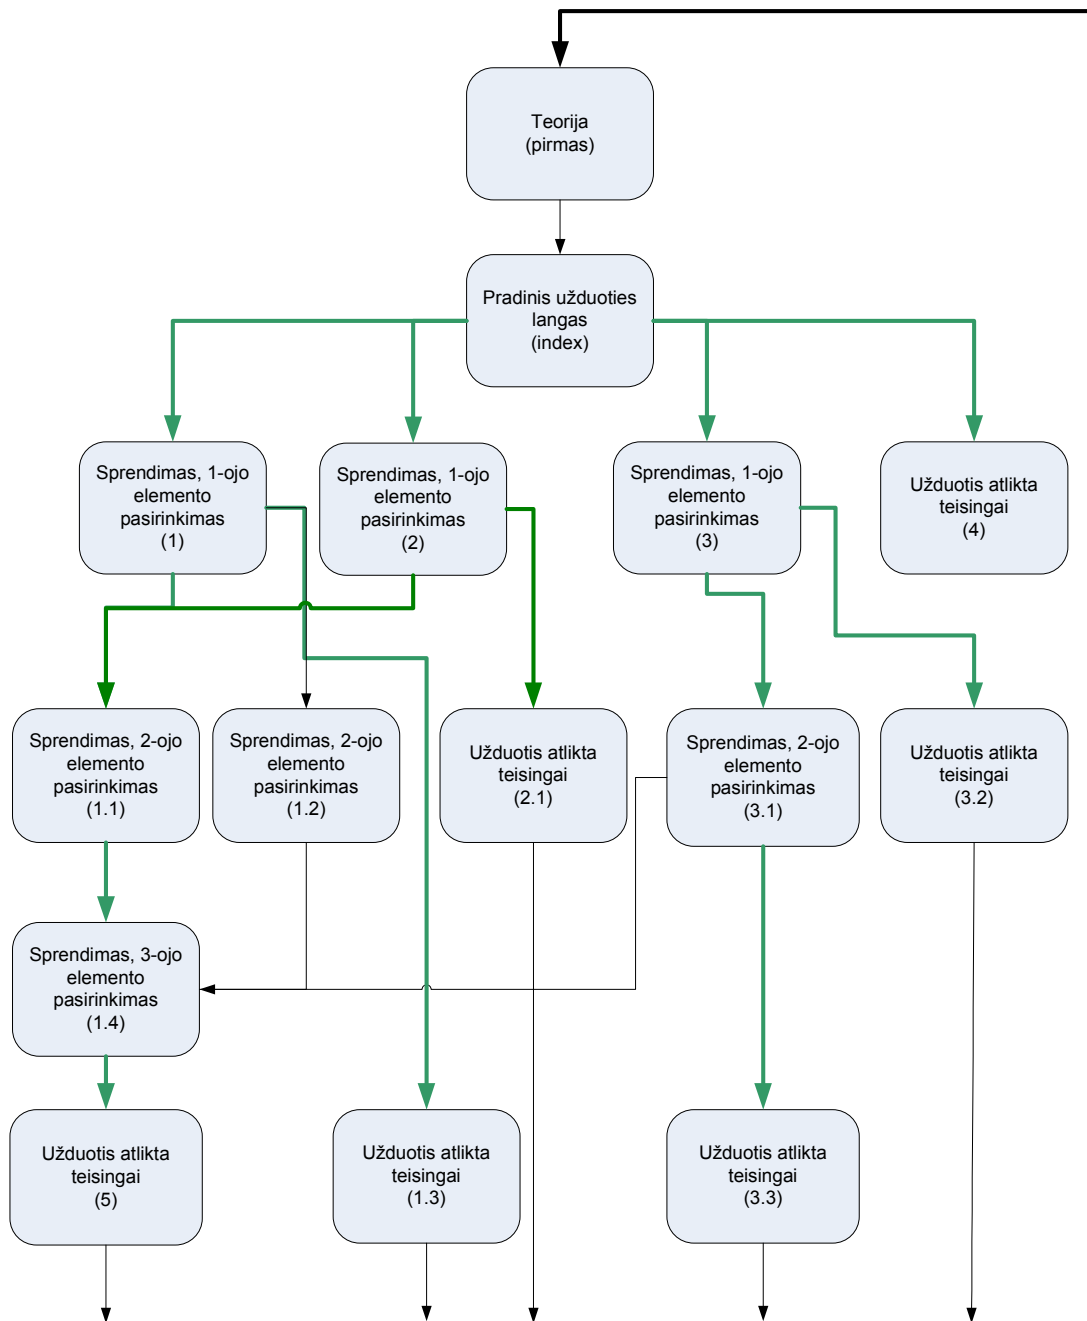 Teorija
(pirmas)
Pradinis užduoties
langas
(index)
Sprendimas, 1-ojo
elemento
pasirinkimas
(1)
Sprendimas, 1-ojo
elemento
pasirinkimas
(2)
Sprendimas, 1-ojo
elemento
pasirinkimas
(3)
Užduotis atlikta
teisingai
(4)
Sprendimas, 2-ojo
elemento
pasirinkimas
(1.1)
Sprendimas, 2-ojo
elemento
pasirinkimas
(1.2)
Užduotis atlikta
teisingai
(2.1)
Sprendimas, 2-ojo
elemento
pasirinkimas
(3.1)
Užduotis atlikta
teisingai
(3.2)
Sprendimas, 3-ojo
elemento
pasirinkimas
(1.4)
Užduotis atlikta
teisingai
(5)
Užduotis atlikta
teisingai
(1.3)
Užduotis atlikta
teisingai
(3.3)